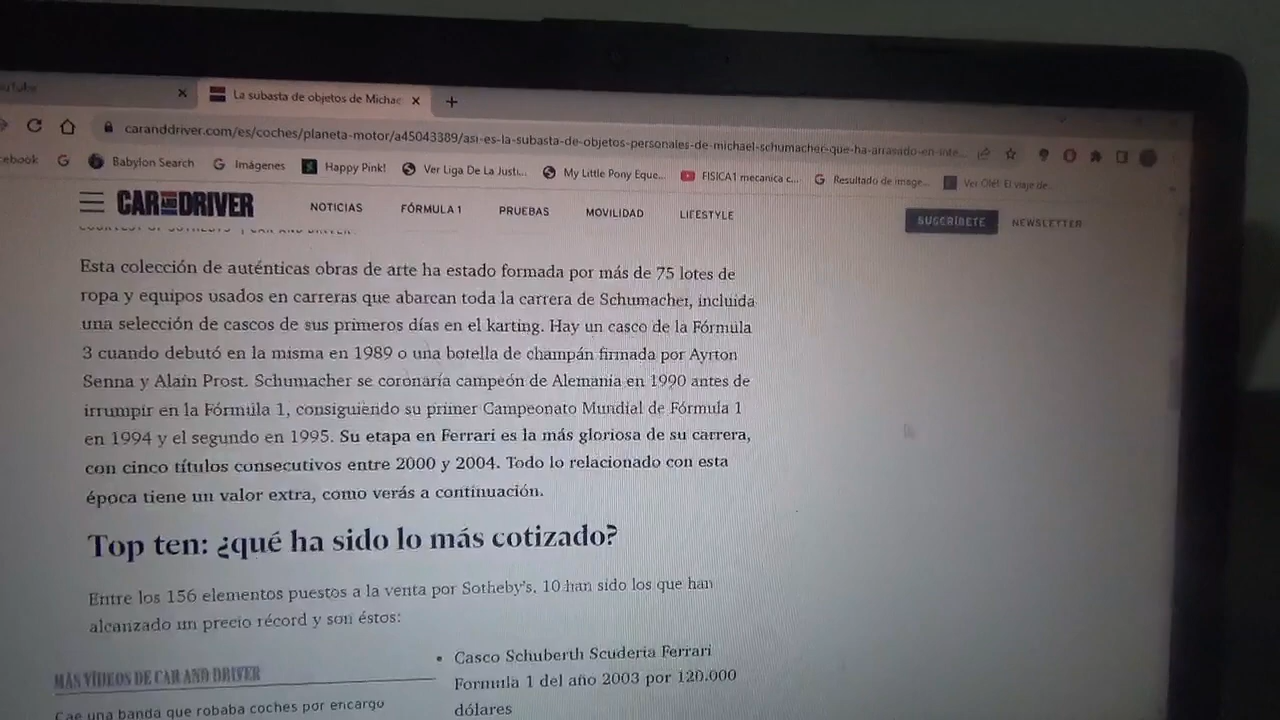 uTube
La subasta de objetos de Michae
caranddriver.com/es/coches/planeta-motor/a45043389/asi-es-la-subasta-de-objetos-personales-de-michael-schumacher-que-ha-arrasado-en-inte...
cebook
Babylon Search
Imágenes
Happy Pink!
Ver Liga De La Justi...
My Little Pony Eque...
FISICA1 mecanica c...
Resultado de image...
Ver Olé!: El viaje de...
CAR AND DRIVER
NOTICIAS
FÓRMULA 1
PRUEBAS
MOVILIDAD
LIFESTYLE
SUSCRÍBETE
NEWSLETTER
Esta colección de auténticas obras de arte ha estado formada por más de 75 lotes de
ropa y equipos usados en carreras que abarcan toda la carrera de Schumacher, incluida
una selección de cascos de sus primeros días en el karting. Hay un casco de la Fórmula
3 cuando debutó en la misma en 1989 o una botella de champán firmada por Ayrton
Senna y Alain Prost. Schumacher se coronaría campeón de Alemania en 1990 antes de
irrumpir en la Fórmula 1, consiguiendo su primer Campeonato Mundial de Fórmula 1
en 1994 y el segundo en 1995. Su etapa en Ferrari es la más gloriosa de su carrera,
con cinco títulos consecutivos entre 2000 y 2004. Todo lo relacionado con esta
época tiene un valor extra, como verás a continuación.
Top ten: ¿qué ha sido lo más cotizado?
Entre los 156 elementos puestos a la venta por Sotheby's, 10 han sido los que han
alcanzado un precio récord y son éstos:
MÁS VÍDEOS DE CAR AND DRIVER
Cae una banda que robaba coches por encargo
• Casco Schuberth Scuderia Ferrari
Formula 1 del año 2003 por 120.000
dólares